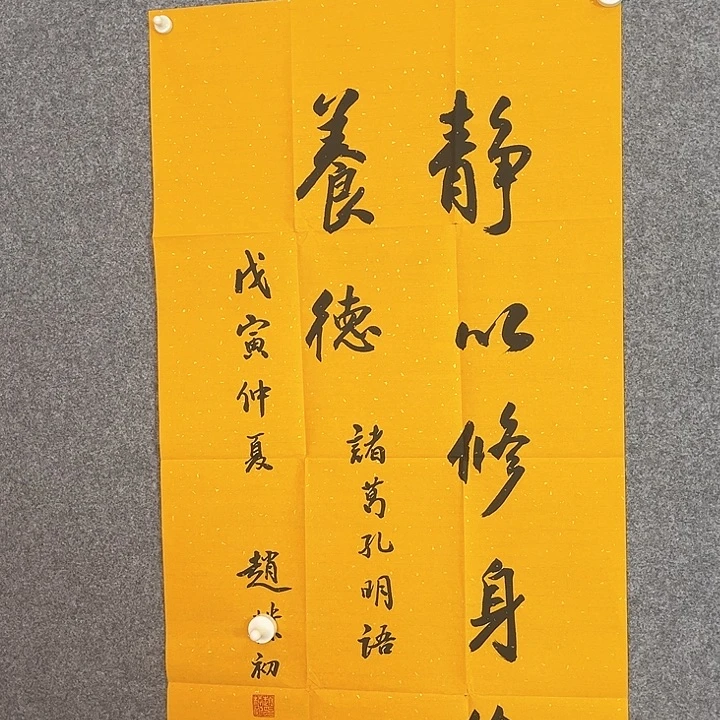 静以修身
養德
諸葛孔明語
戊寅仲夏
趙 初